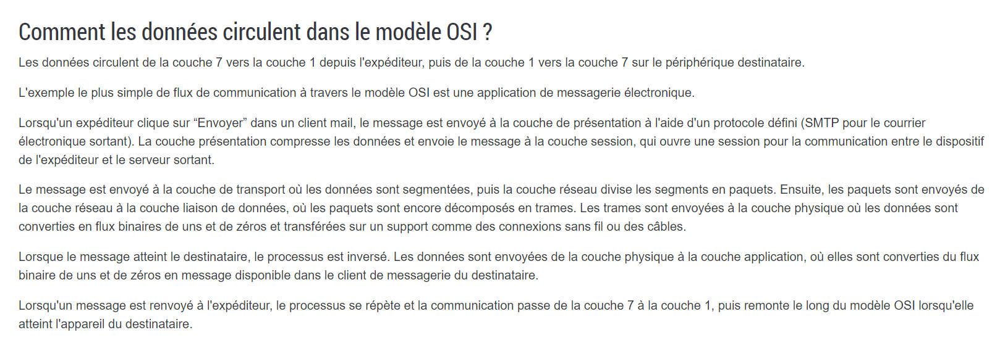 Comment les données circulent dans le modèle OSI ?
Les données circulent de la couche 7 vers la couche 1 depuis l'expéditeur, puis de la couche 1 vers la couche 7 sur le périphérique destinataire.
L'exemple le plus simple de flux de communication à travers le modèle OSI est une application de messagerie électronique.
Lorsqu'un expéditeur clique sur “Envoyer” dans un client mail, le message est envoyé à la couche de présentation à l'aide d'un protocole défini (SMTP pour le courrier
électronique sortant). La couche présentation compresse les données et envoie le message à la couche session, qui ouvre une session pour la communication entre le dispositif
de l'expéditeur et le serveur sortant.
Le message est envoyé à la couche de transport où les données sont segmentées, puis la couche réseau divise les segments en paquets. Ensuite, les paquets sont envoyés de
la couche réseau à la couche liaison de données, où les paquets sont encore décomposés en trames. Les trames sont envoyées à la couche physique où les données sont
converties en flux binaires de uns et de zéros et transférées sur un support comme des connexions sans fil ou des câbles.
Lorsque le message atteint le destinataire, le processus est inversé. Les données sont envoyées de la couche physique à la couche application, où elles sont converties du flux
binaire de uns et de zéros en message disponible dans le client de messagerie du destinataire.
Lorsqu'un message est renvoyé à l'expéditeur, le processus se répète et la communication passe de la couche 7 à la couche 1, puis remonte le long du modèle OSI lorsqu'elle
atteint l'appareil du destinataire.